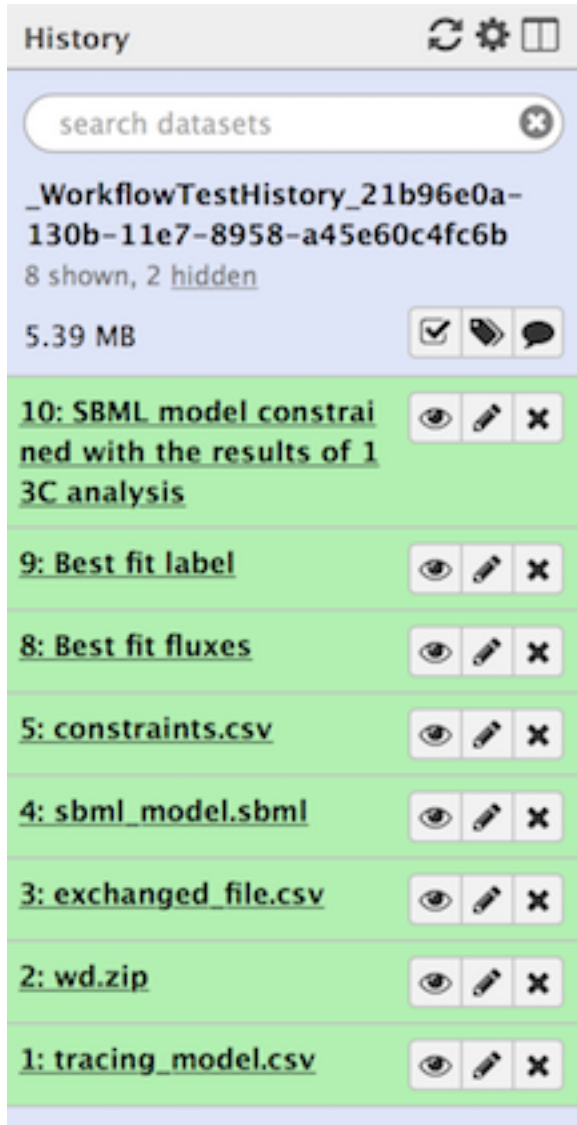 History
search datasets
_WorkflowTestHistory_21b96e0a-
130b-11e7-8958-a45e60c4fc6b
8 shown, 2 hidden
5.39 MB
10: SBML model constrai
ned with the results of 1
3C analysis
9: Best fit label
8: Best fit fluxes
5: constraints.csv
4: sbml_model.sbml
3: exchanged_file.csv
2: wd.zip
1: tracing_model.csv